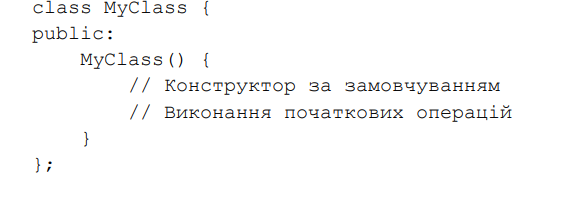 class MyClass {
public:
    MyClass() {
        // Конструктор за замовчуванням
        // Виконання початкових операцій
    }
};